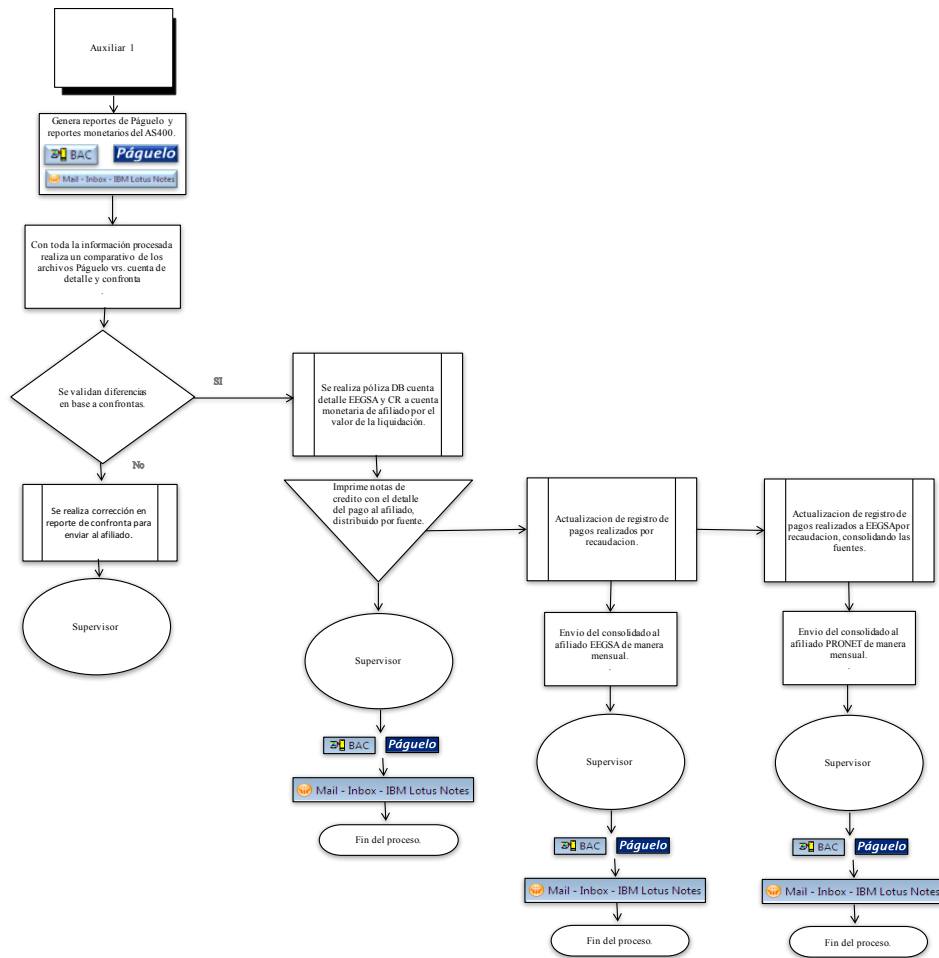 Auxiliar 1
Genera reportes de Páguelo y
reportes monetarios del AS400.
BAC
Páguelo
Mail - Inbox - IBM Lotus Notes
Con toda la información procesada
realiza un comparativo de los
archivos Páguelo vrs. cuenta de
detalle y confronta
.
Se validan diferencias
en base a confrontas.
SI
No
Se realiza corrección en
reporte de confronta para
enviar al afiliado.
Supervisor
Se realiza póliza DB cuenta
detalle EEGSA y CR a cuenta
monetaria de afiliado por el
valor de la liquidación.
Imprime notas de
credito con el detalle
del pago al afiliado,
distribuido por fuente.
Supervisor
BAC
Páguelo
Mail - Inbox - IBM Lotus Notes
Fin del proceso.
Actualizacion de registro de
pagos realizados por
recaudacion.
Envio del consolidado al
afiliado EEGSA de manera
mensual.
.
Supervisor
BAC
Páguelo
Mail - Inbox - IBM Lotus Notes
Fin del proceso.
Actualizacion de registro de
pagos realizados a EEGSApor
recaudacion, consolidando las
fuentes.
Envio del consolidado al
afiliado PRONET de manera
mensual.
.
Supervisor
BAC
Páguelo
Mail - Inbox - IBM Lotus Notes
Fin del proceso.